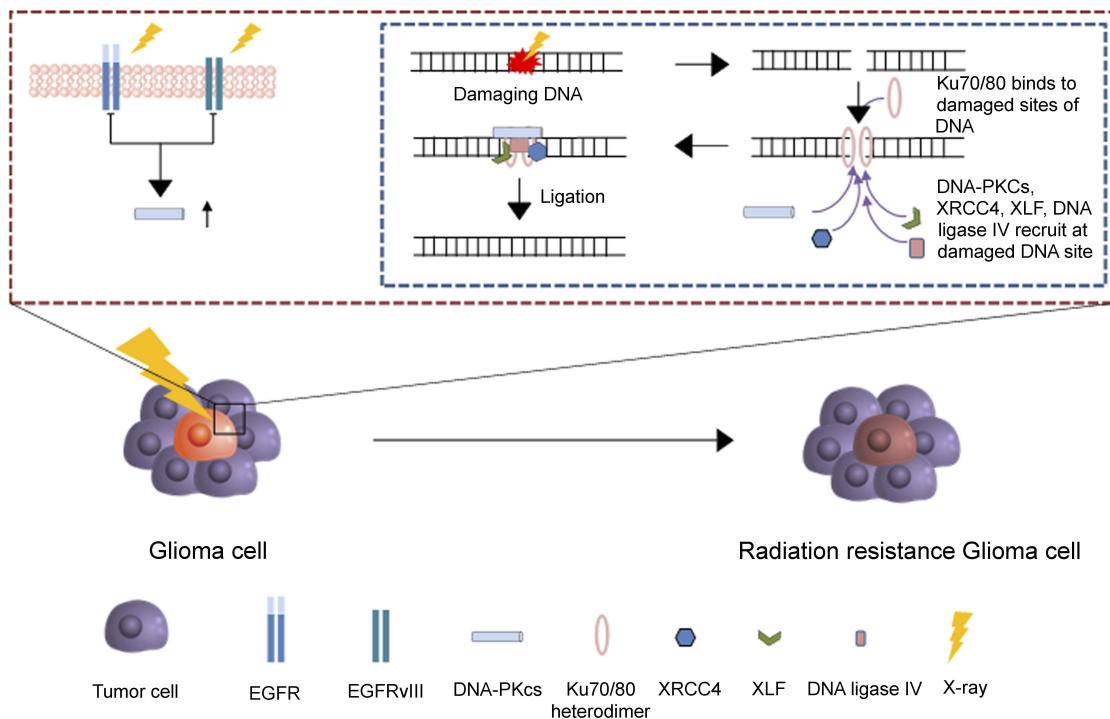 Damaging DNA
Ku70/80 binds to
damaged sites of
DNA
Ligation
DNA-PKCs,
XRCC4, XLF, DNA
ligase IV recruit at
damaged DNA site
Glioma cell
Radiation resistance Glioma cell
Tumor cell
EGFR
EGFRvIII
DNA-PKcs
Ku70/80
heterodimer
XRCC4
XLF
DNA ligase IV
X-ray